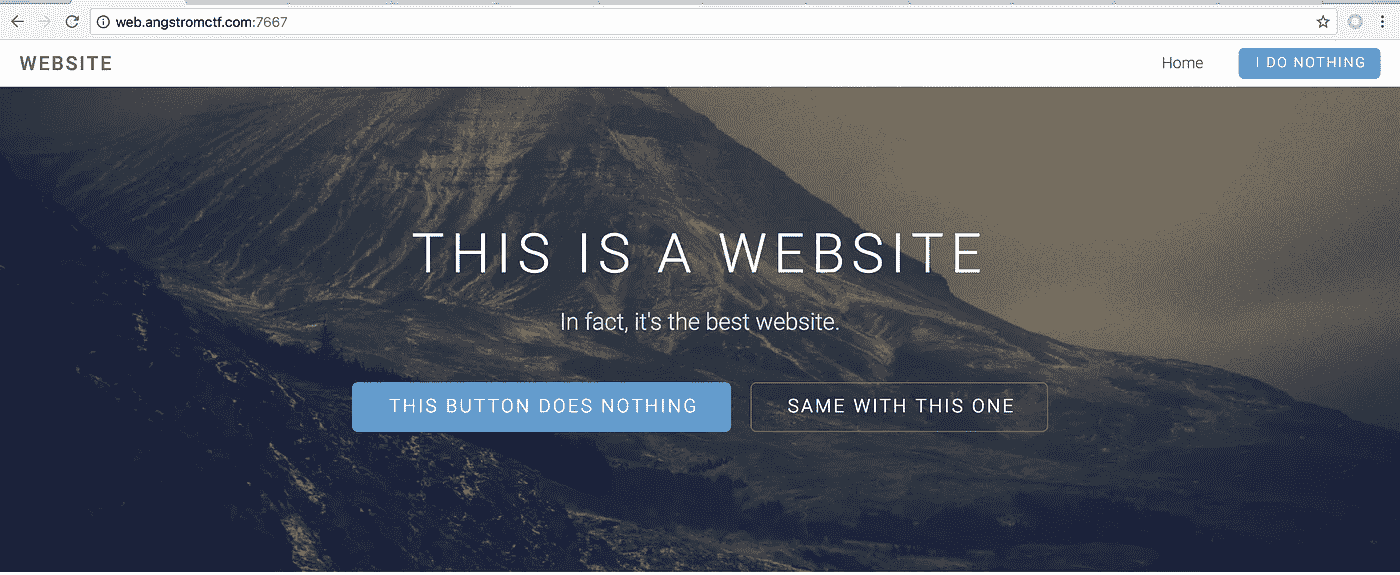 web.angstromctf.com:7667
WEBSITE
Home
I DO NOTHING
THIS IS A WEBSITE
In fact, it's the best website.
THIS BUTTON DOES NOTHING
SAME WITH THIS ONE